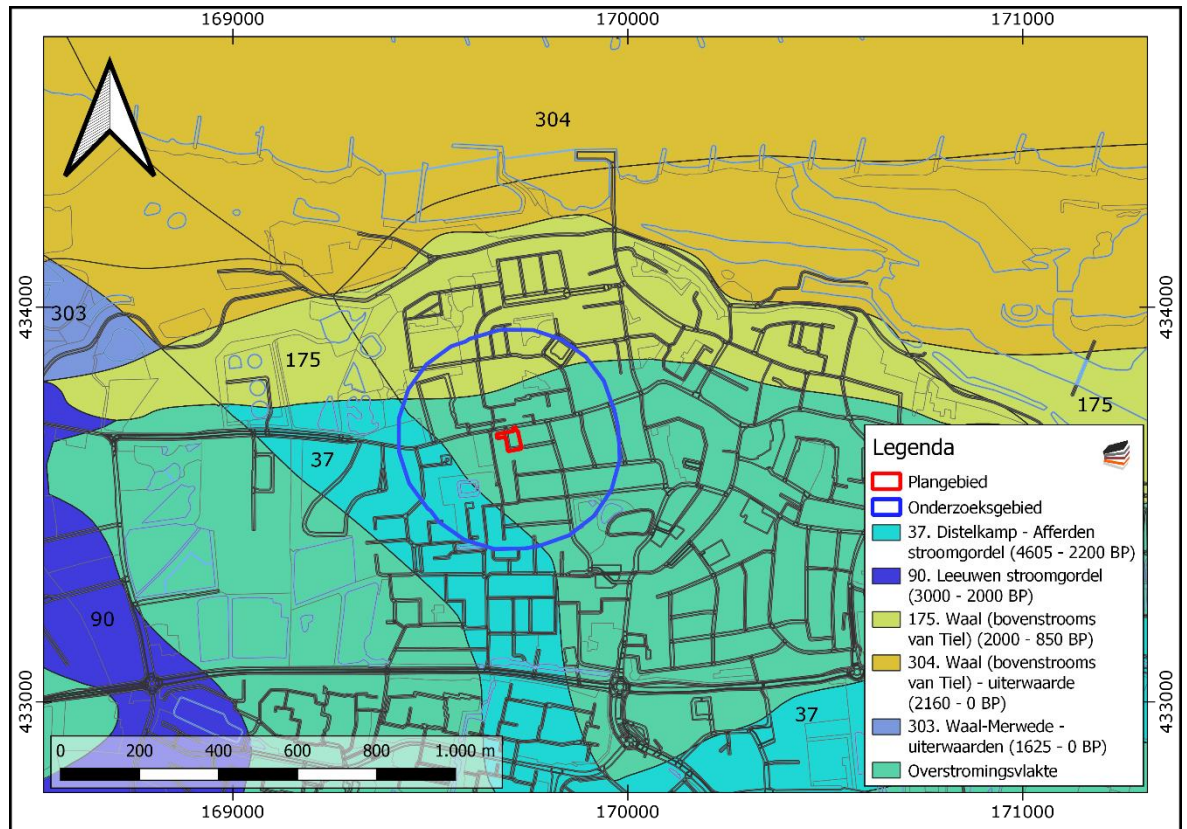 169000
170000
171000
304
434000
434000
303
175
175
37
90
433000
433000
37
Legenda
Plangebied
Onderzoeksgebied
37. Distelkamp - Afferden
stroomgordel (4605 - 2200 BP)
90. Leeuwen stroomgordel
(3000 - 2000 BP)
175. Waal (bovenstrooms
van Tiel) (2000 - 850 BP)
304. Waal (bovenstrooms
van Tiel) - uiterwaarde
(2160 - 0 BP)
303. Waal-Merwede -
uiterwaarden (1625 - 0 BP)
Overstromingsvlakte
0 200 400 600 800 1.000 m
169000
170000
171000